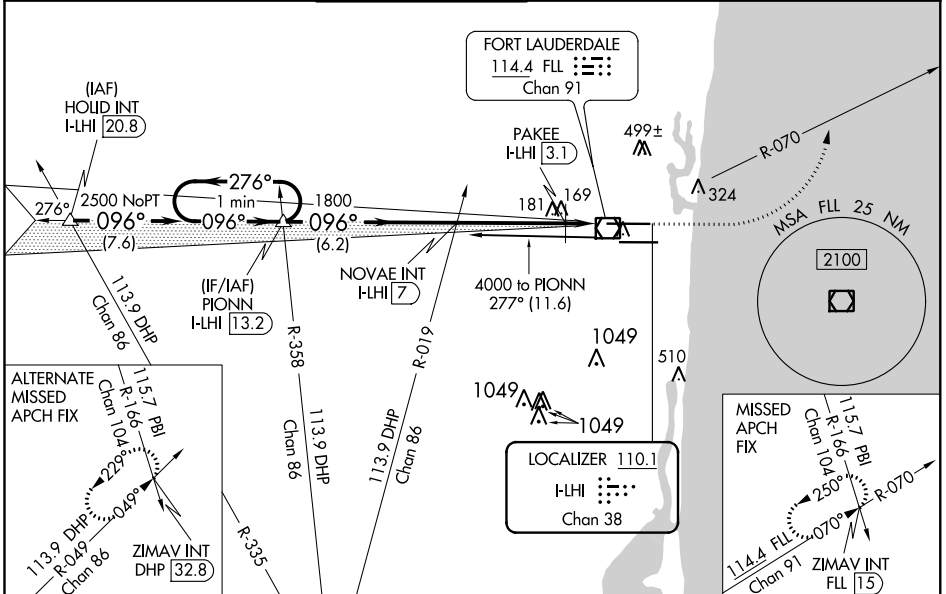 FORT LAUDERDALE
114.4 FLL
Chan 91
(IAF)
HOLID INT
I-LHI 20.8
PAKEE
I-LHI 3.1
499±
R-070
324
276°
2500 NoPT
096°
(7.6)
276°
1 min
096°
1800
096°
(6.2)
181
169
MSA FLL 25 NM
2100
(IF/IAF)
PIONN
I-LHI 13.2
NOVAE INT
I-LHI 7
4000 to PIONN
277° (11.6)
113.9 DHP
Chan 86
R-358
113.9 DHP
Chan 86
R-019
113.9 DHP
Chan 86
1049
1049
1049
510
LOCALIZER 110.1
I-LHI
Chan 38
ALTERNATE
MISSED
APCH FIX
115.7 PBI
R-166
Chan 104
229°
049°
113.9 DHP
R-049
Chan 86
ZIMAV INT
DHP 32.8
R-335
MISSED
APCH
FIX
115.7 PBI
R-166
Chan 104
250°
070°
R-070
114.4 FLL
Chan 91
ZIMAV INT
FLL 15